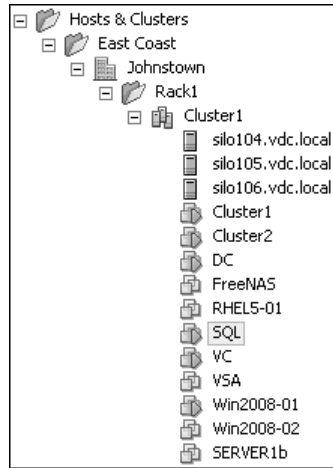 Hosts & Clusters
East Coast
Johnstown
Rack1
Cluster1
silo104.vdc.local
silo105.vdc.local
silo106.vdc.local
Cluster1
Cluster2
DC
FreeNAS
RHEL5-01
SQL
VC
VSA
Win2008-01
Win2008-02
SERVER1b